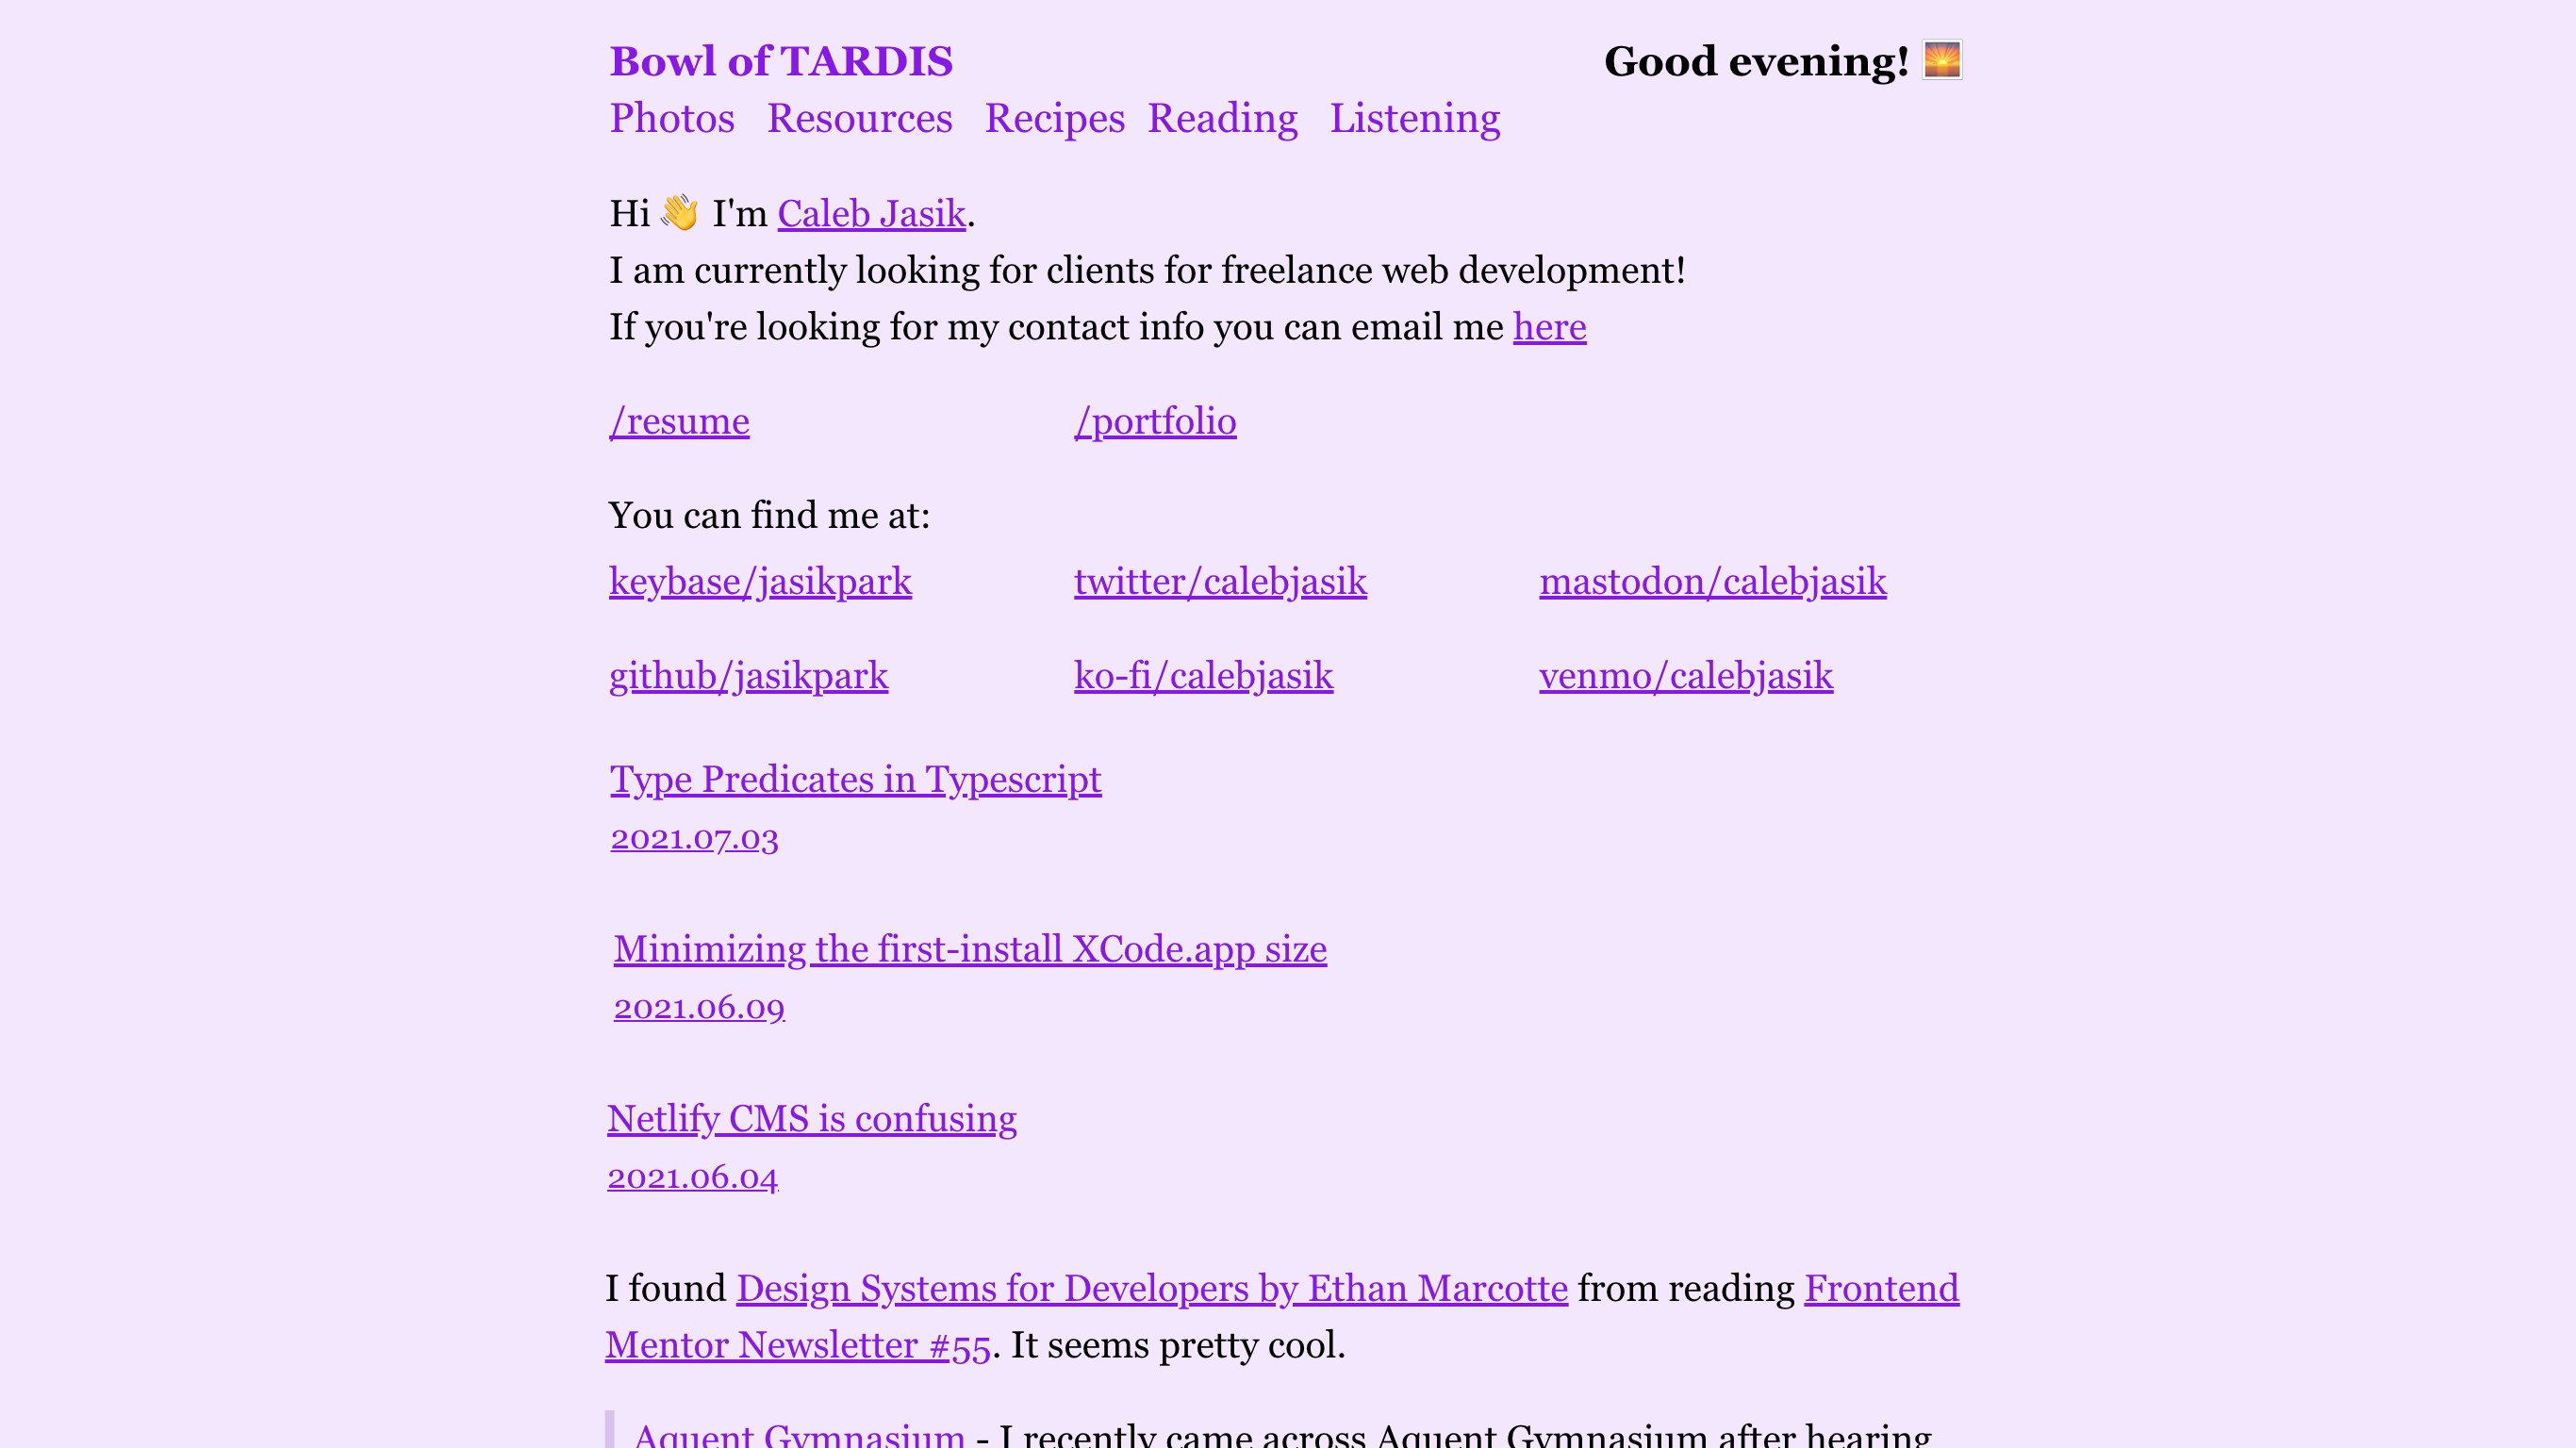 Bowl of TARDIS
Good evening! 🌅
Photos Resources Recipes Reading Listening
Hi 👋 I'm Caleb Jasik.
I am currently looking for clients for freelance web development!
If you're looking for my contact info you can email me here
/resume /portfolio
You can find me at:
keybase/jasikpark twitter/calebjasik mastodon/calebjasik
github/jasikpark ko-fi/calebjasik venmo/calebjasik
Type Predicates in Typescript
2021.07.03
Minimizing the first-install XCode.app size
2021.06.09
Netlify CMS is confusing
2021.06.04
I found Design Systems for Developers by Ethan Marcotte from reading Frontend
Mentor Newsletter #55. It seems pretty cool.
Aquent Gymnasium - I recently came across Aquent Gymnasium after hearing